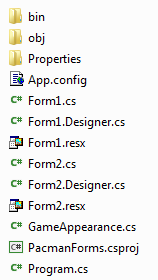 bin
obj
Properties
App.config
C# Form1.cs
C# Form1.Designer.cs
Form1.resx
C# Form2.cs
C# Form2.Designer.cs
Form2.resx
C# GameAppearance.cs
C# PacmanForms.csproj
C# Program.cs